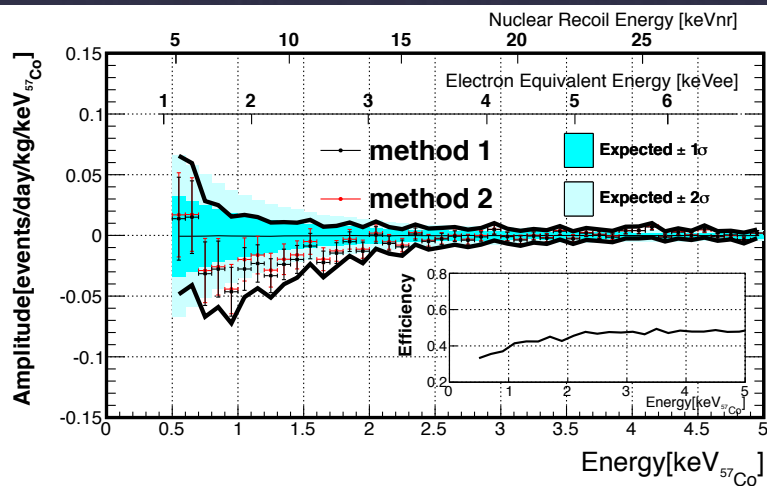 Nuclear Recoil Energy [keVnr]
5 10 15 20 25
Electron Equivalent Energy [keVee]
1 2 3 4 5 6
Amplitude[events/day/kg/keV57Co]
0.15
0.1
0.05
0
-0.05
-0.1
-0.15
method 1
method 2
Expected ± 1σ
Expected ± 2σ
Efficiency
0.8
0.6
0.4
0.2
0 1 2 3 4 5
Energy[keV57Co]
0 0.5 1 1.5 2 2.5 3 3.5 4 4.5 5
Energy[keV57Co]